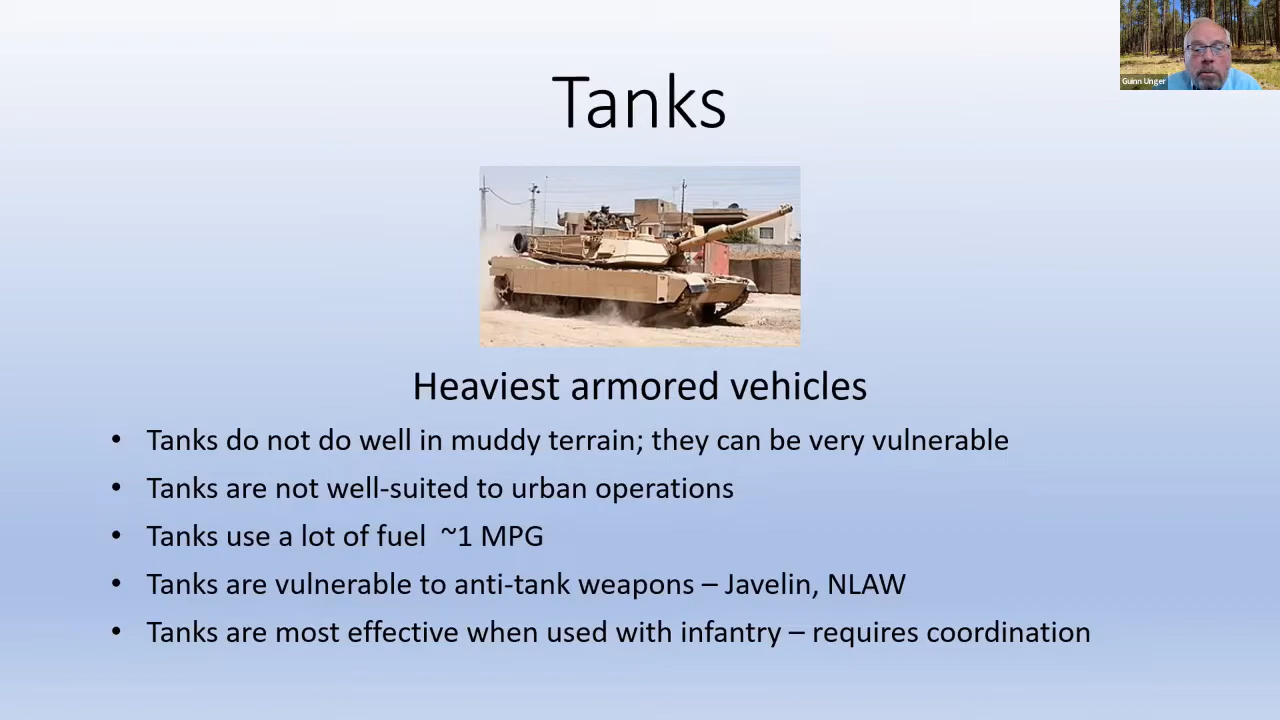 Guinn Unger
Tanks
Heaviest armored vehicles
• Tanks do not do well in muddy terrain; they can be very vulnerable
• Tanks are not well-suited to urban operations
• Tanks use a lot of fuel  ~1 MPG
• Tanks are vulnerable to anti-tank weapons – Javelin, NLAW
• Tanks are most effective when used with infantry – requires coordination